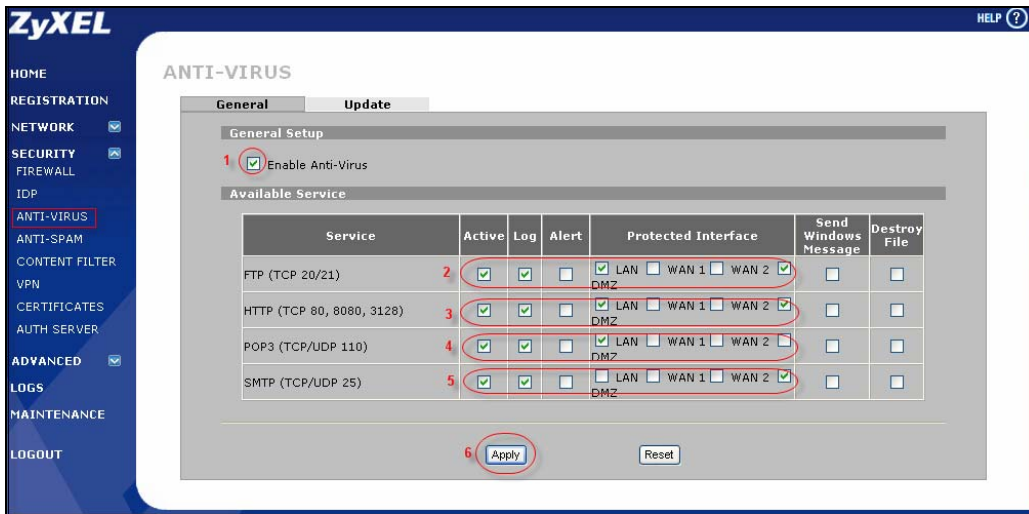 ZyXEL
HELP ?
HOME
REGISTRATION
NETWORK
SECURITY
FIREWALL
IDP
ANTI-VIRUS
ANTI-SPAM
CONTENT FILTER
VPN
CERTIFICATES
AUTH SERVER
ADVANCED
LOGS
MAINTENANCE
LOGOUT
ANTI-VIRUS
General Update
General Setup
1 Enable Anti-Virus
Available Service
Service Active Log Alert Protected Interface Send Windows Message Destroy File
FTP (TCP 20/21) 2 LAN WAN 1 WAN 2 DMZ
HTTP (TCP 80, 8080, 3128) 3 LAN WAN 1 WAN 2 DMZ
POP3 (TCP/UDP 110) 4 LAN WAN 1 WAN 2 DMZ
SMTP (TCP/UDP 25) 5 LAN WAN 1 WAN 2 DMZ
6 Apply Reset